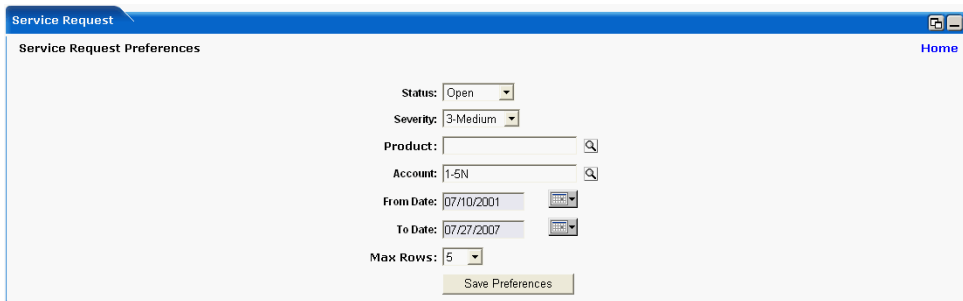 Service Request
Service Request Preferences
Home
Status: Open
Severity: 3-Medium
Product:
Account: 1-5N
From Date: 07/10/2001
To Date: 07/27/2007
Max Rows: 5
Save Preferences